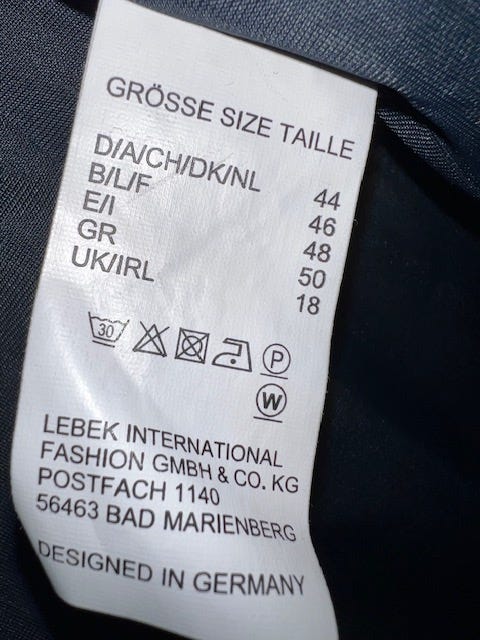 GRÖSSE SIZE TAILLE
D/A/CH/DK/NL 44
B/L/F 46
E/I 48
GR 50
UK/IRL 18
30 P
W
LEBEK INTERNATIONAL
FASHION GMBH & CO. KG
POSTFACH 1140
56463 BAD MARIENBERG
DESIGNED IN GERMANY